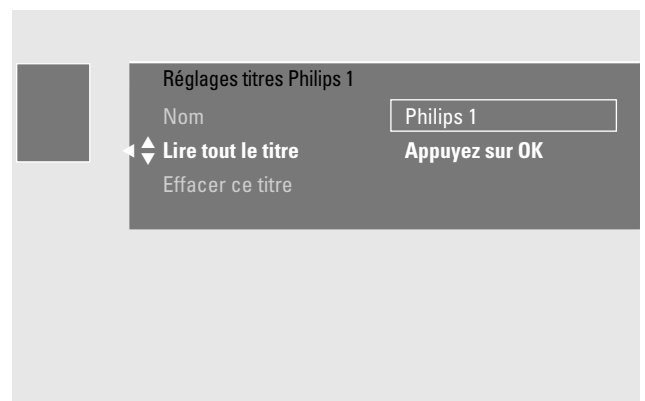 Réglages titres Philips 1
Nom Philips 1
Lire tout le titre Appuyez sur OK
Effacer ce titre